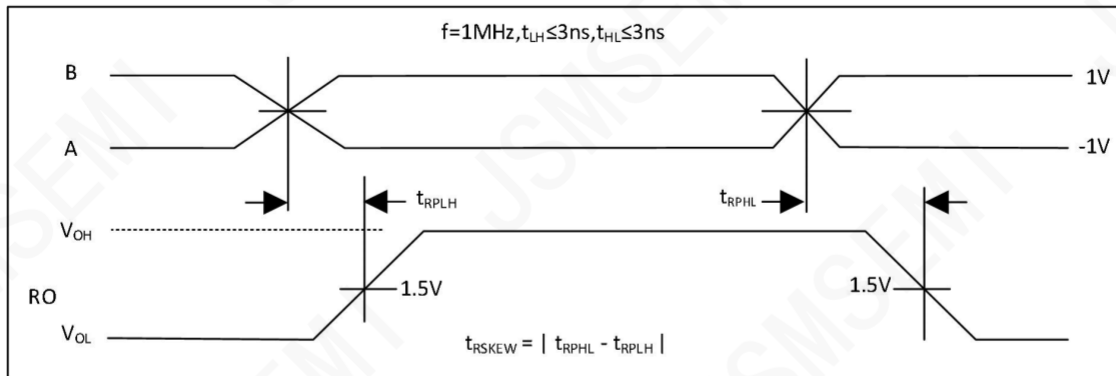 f=1MHz,tLH≤3ns,tHL≤3ns
B
1V
A
-1V
tRPLH
tRPHL
VOH
1.5V
1.5V
RO
VOL
tRSKEW = | tRPHL - tRPLH |
JSMSEMI